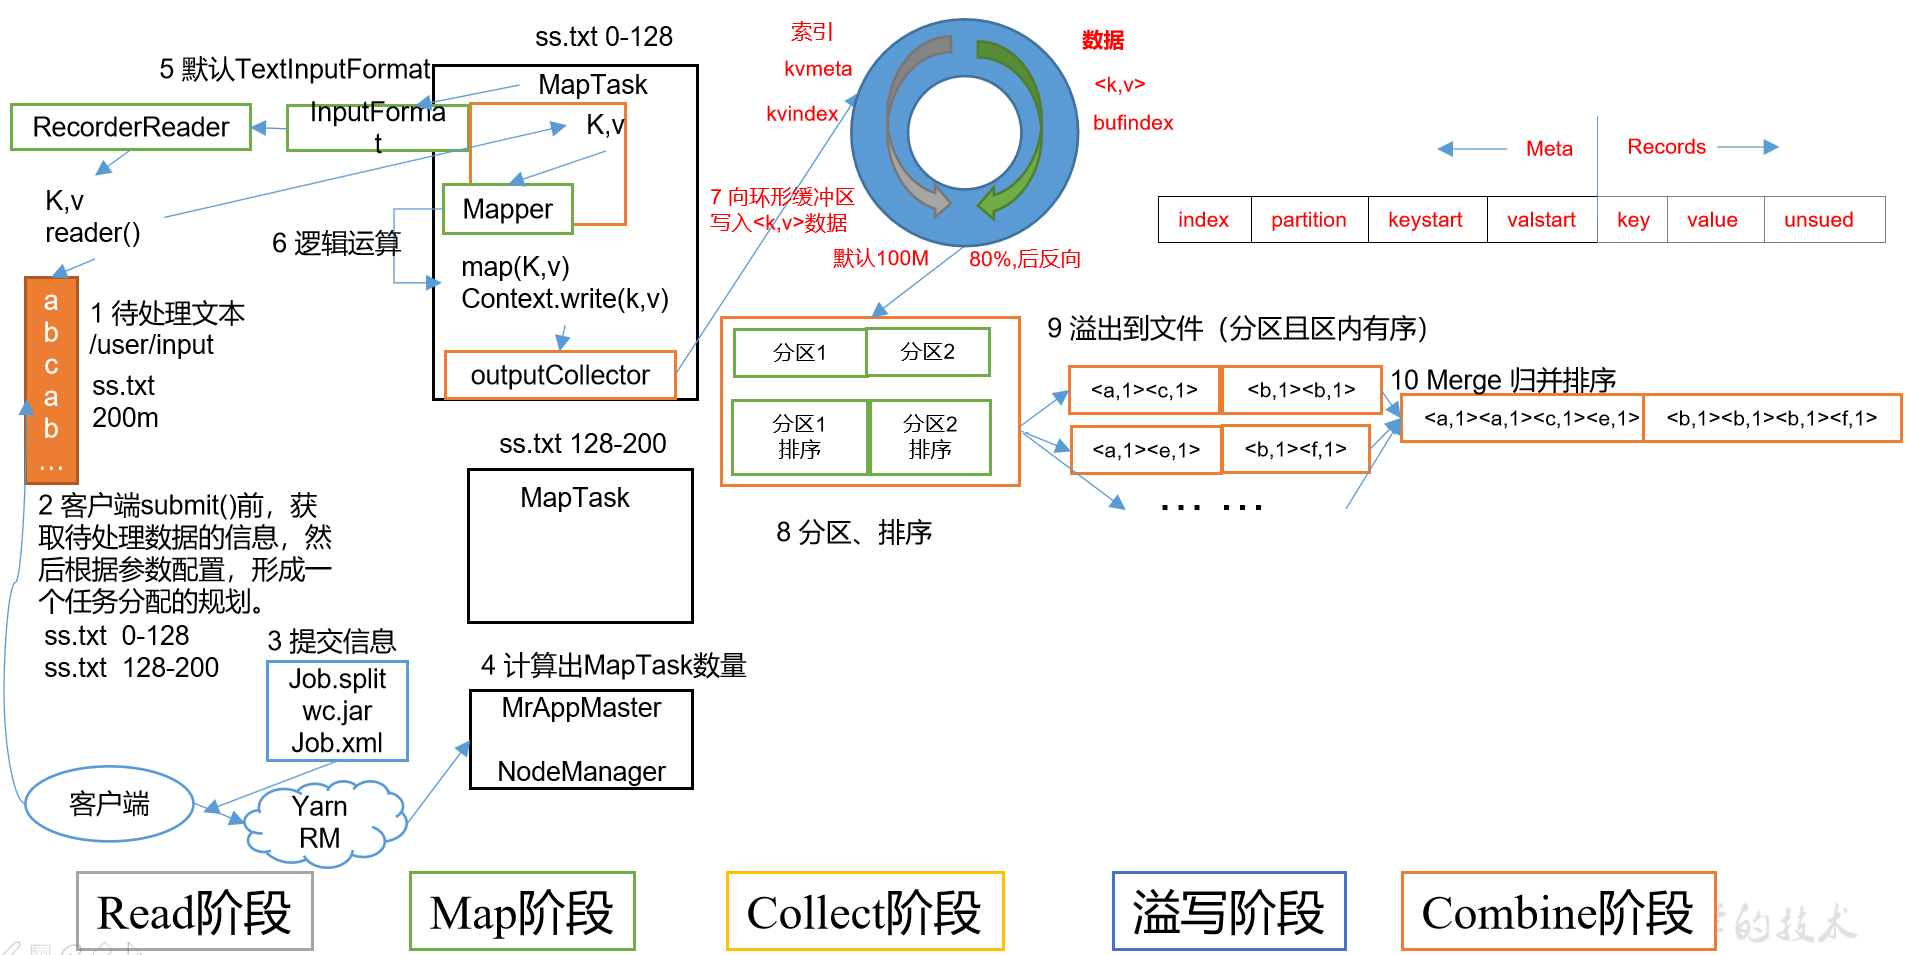 ss.txt 0-128
5 默认TextInputFormat
MapTask
InputForma
t
RecorderReader
K,v
K,v
reader()
Mapper
6 逻辑运算
map(K,v)
Context.write(k,v)
outputCollector
a
b
c
a
b
…
1 待处理文本
/user/input
ss.txt
200m
2 客户端submit()前，获
取待处理数据的信息，然
后根据参数配置，形成一
个任务分配的规划。
ss.txt 0-128
ss.txt 128-200
3 提交信息
Job.split
wc.jar
Job.xml
客户端
Yarn
RM
ss.txt 128-200
MapTask
4 计算出MapTask数量
MrAppMaster
NodeManager
索引
kvmeta
kvindex
数据
<k,v>
bufindex
7 向环形缓冲区
写入<k,v>数据
默认100M
80%,后反向
Meta
Records
index partition keystart valstart key value unsued
分区1 分区2
分区1
排序
分区2
排序
8 分区、排序
9 溢出到文件（分区且区内有序）
<a,1><c,1> <b,1><b,1>
<a,1><e,1> <b,1><f,1>
… …
10 Merge 归并排序
<a,1><a,1><c,1><e,1> <b,1><b,1><b,1><f,1>
Read阶段 Map阶段 Collect阶段 溢写阶段 Combine阶段
的技术